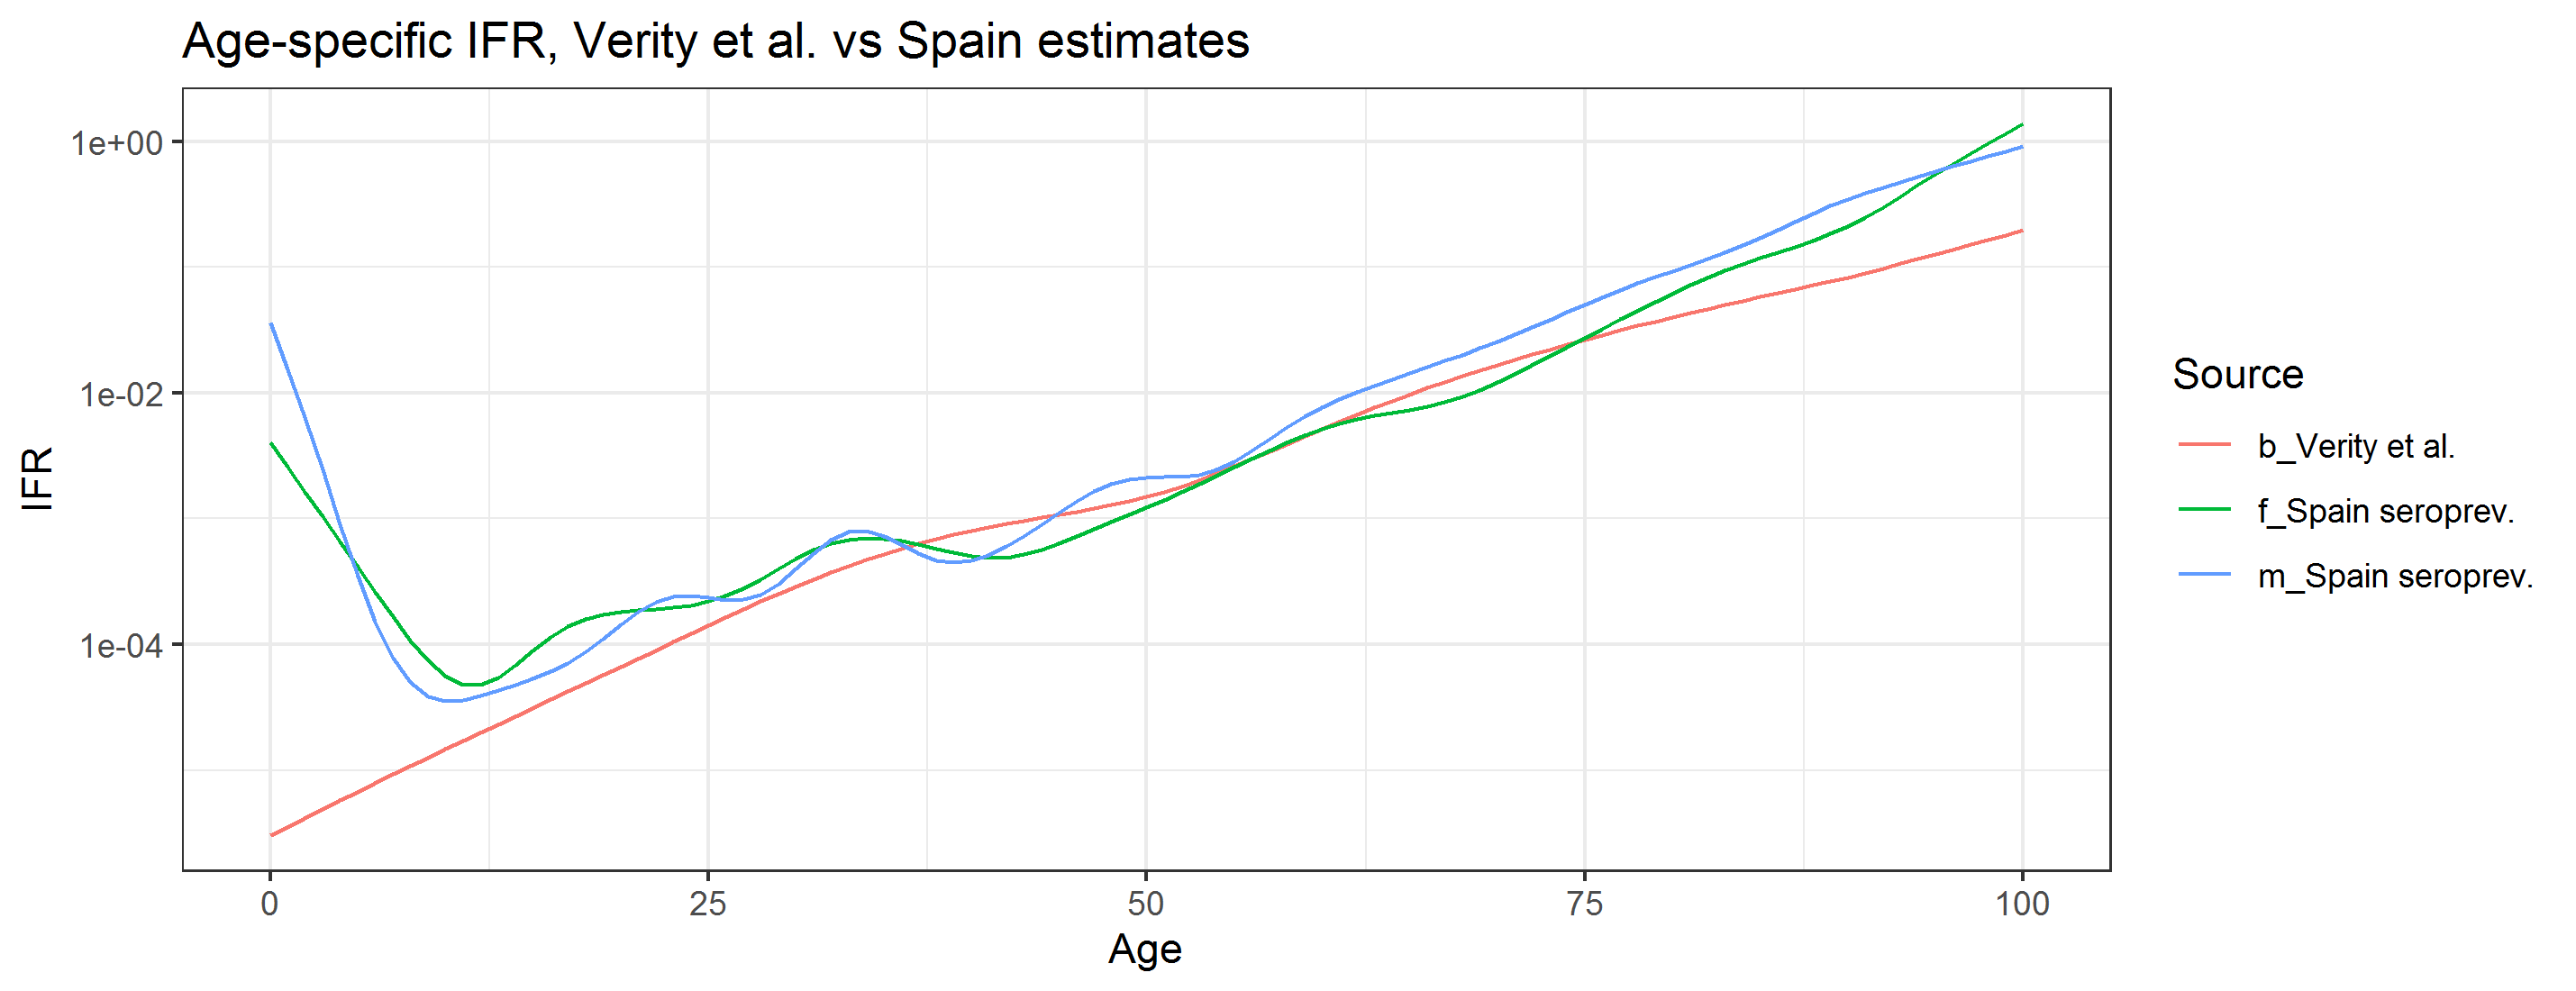 Age-specific IFR, Verity et al. vs Spain estimates
1e+00
1e-02
1e-04
IFR
0
25
50
75
100
Age
Source
b_Verity et al.
f_Spain seroprev.
m_Spain seroprev.